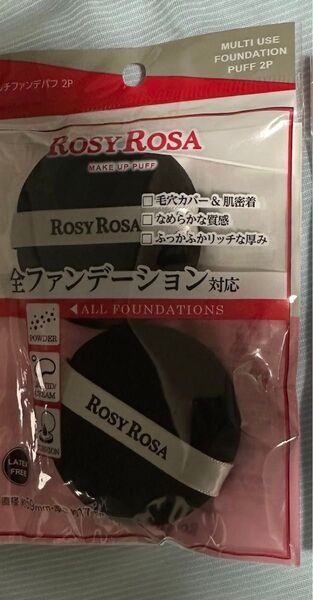 MULTI USE
FOUNDATION
PUFF 2P
チファンデパフ 2P
ROSY ROSA
MAKE UP PUFF
毛穴カバー&肌密着
なめらかな質感
ふっかふかリッチな厚み
ROSY ROSA
全ファンデーション対応
ALL FOUNDATIONS
POWDER
CREAM
ROSY ROSA
LATEX
FREE